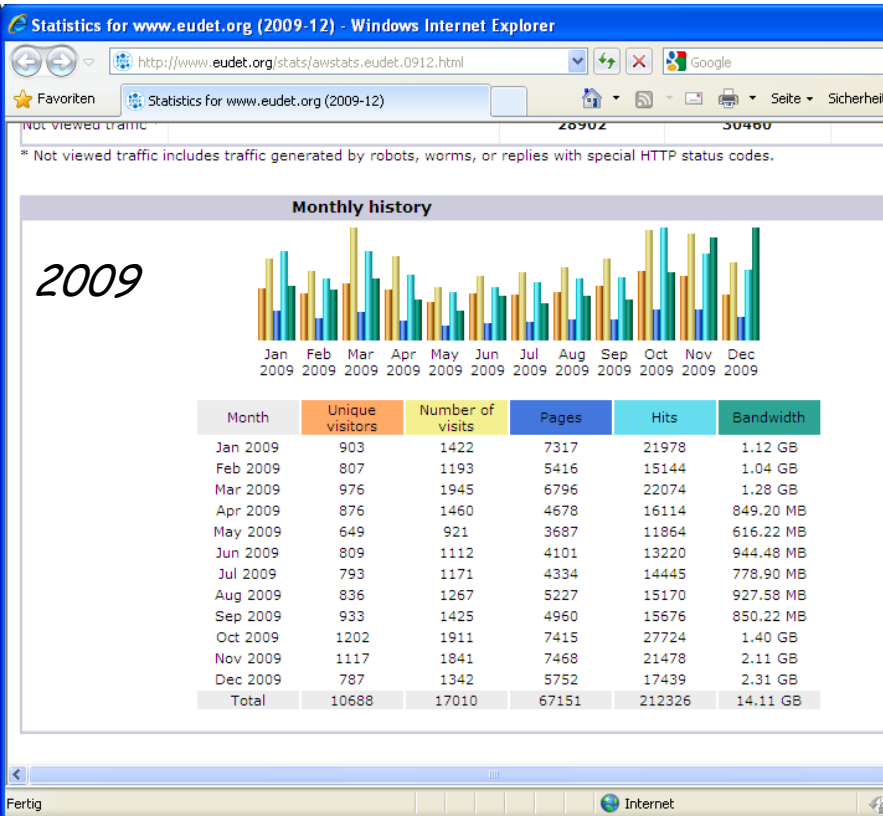 Statistics for www.eudet.org (2009-12) - Windows Internet Explorer
http://www.eudet.org/stats/awstats.eudet.0912.html Google
Favoriten Statistics for www.eudet.org (2009-12) Seite Sicherheit
Not viewed traffic * 28902 30460
* Not viewed traffic includes traffic generated by robots, worms, or replies with special HTTP status codes.
Monthly history
2009
Jan Feb Mar Apr May Jun Jul Aug Sep Oct Nov Dec
2009 2009 2009 2009 2009 2009 2009 2009 2009 2009 2009 2009
Month Unique visitors Number of visits Pages Hits Bandwidth
Jan 2009 903 1422 7317 21978 1.12 GB
Feb 2009 807 1193 5416 15144 1.04 GB
Mar 2009 976 1945 6796 22074 1.28 GB
Apr 2009 876 1460 4678 16114 849.20 MB
May 2009 649 921 3687 11864 616.22 MB
Jun 2009 809 1112 4101 13220 944.48 MB
Jul 2009 793 1171 4334 14445 778.90 MB
Aug 2009 836 1267 5227 15170 927.58 MB
Sep 2009 933 1425 4960 15676 850.22 MB
Oct 2009 1202 1911 7415 27724 1.40 GB
Nov 2009 1117 1841 7468 21478 2.11 GB
Dec 2009 787 1342 5752 17439 2.31 GB
Total 10688 17010 67151 212326 14.11 GB
Fertig Internet